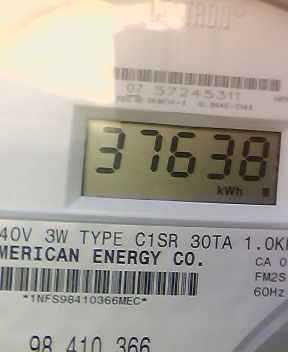 07 57245311
37638
kWh
40V 3W TYPE C1SR 30TA 1.0K
MERICAN ENERGY CO.
CA 0
FM2S
60Hz
*1NFS98410366MEC*
98 410 366